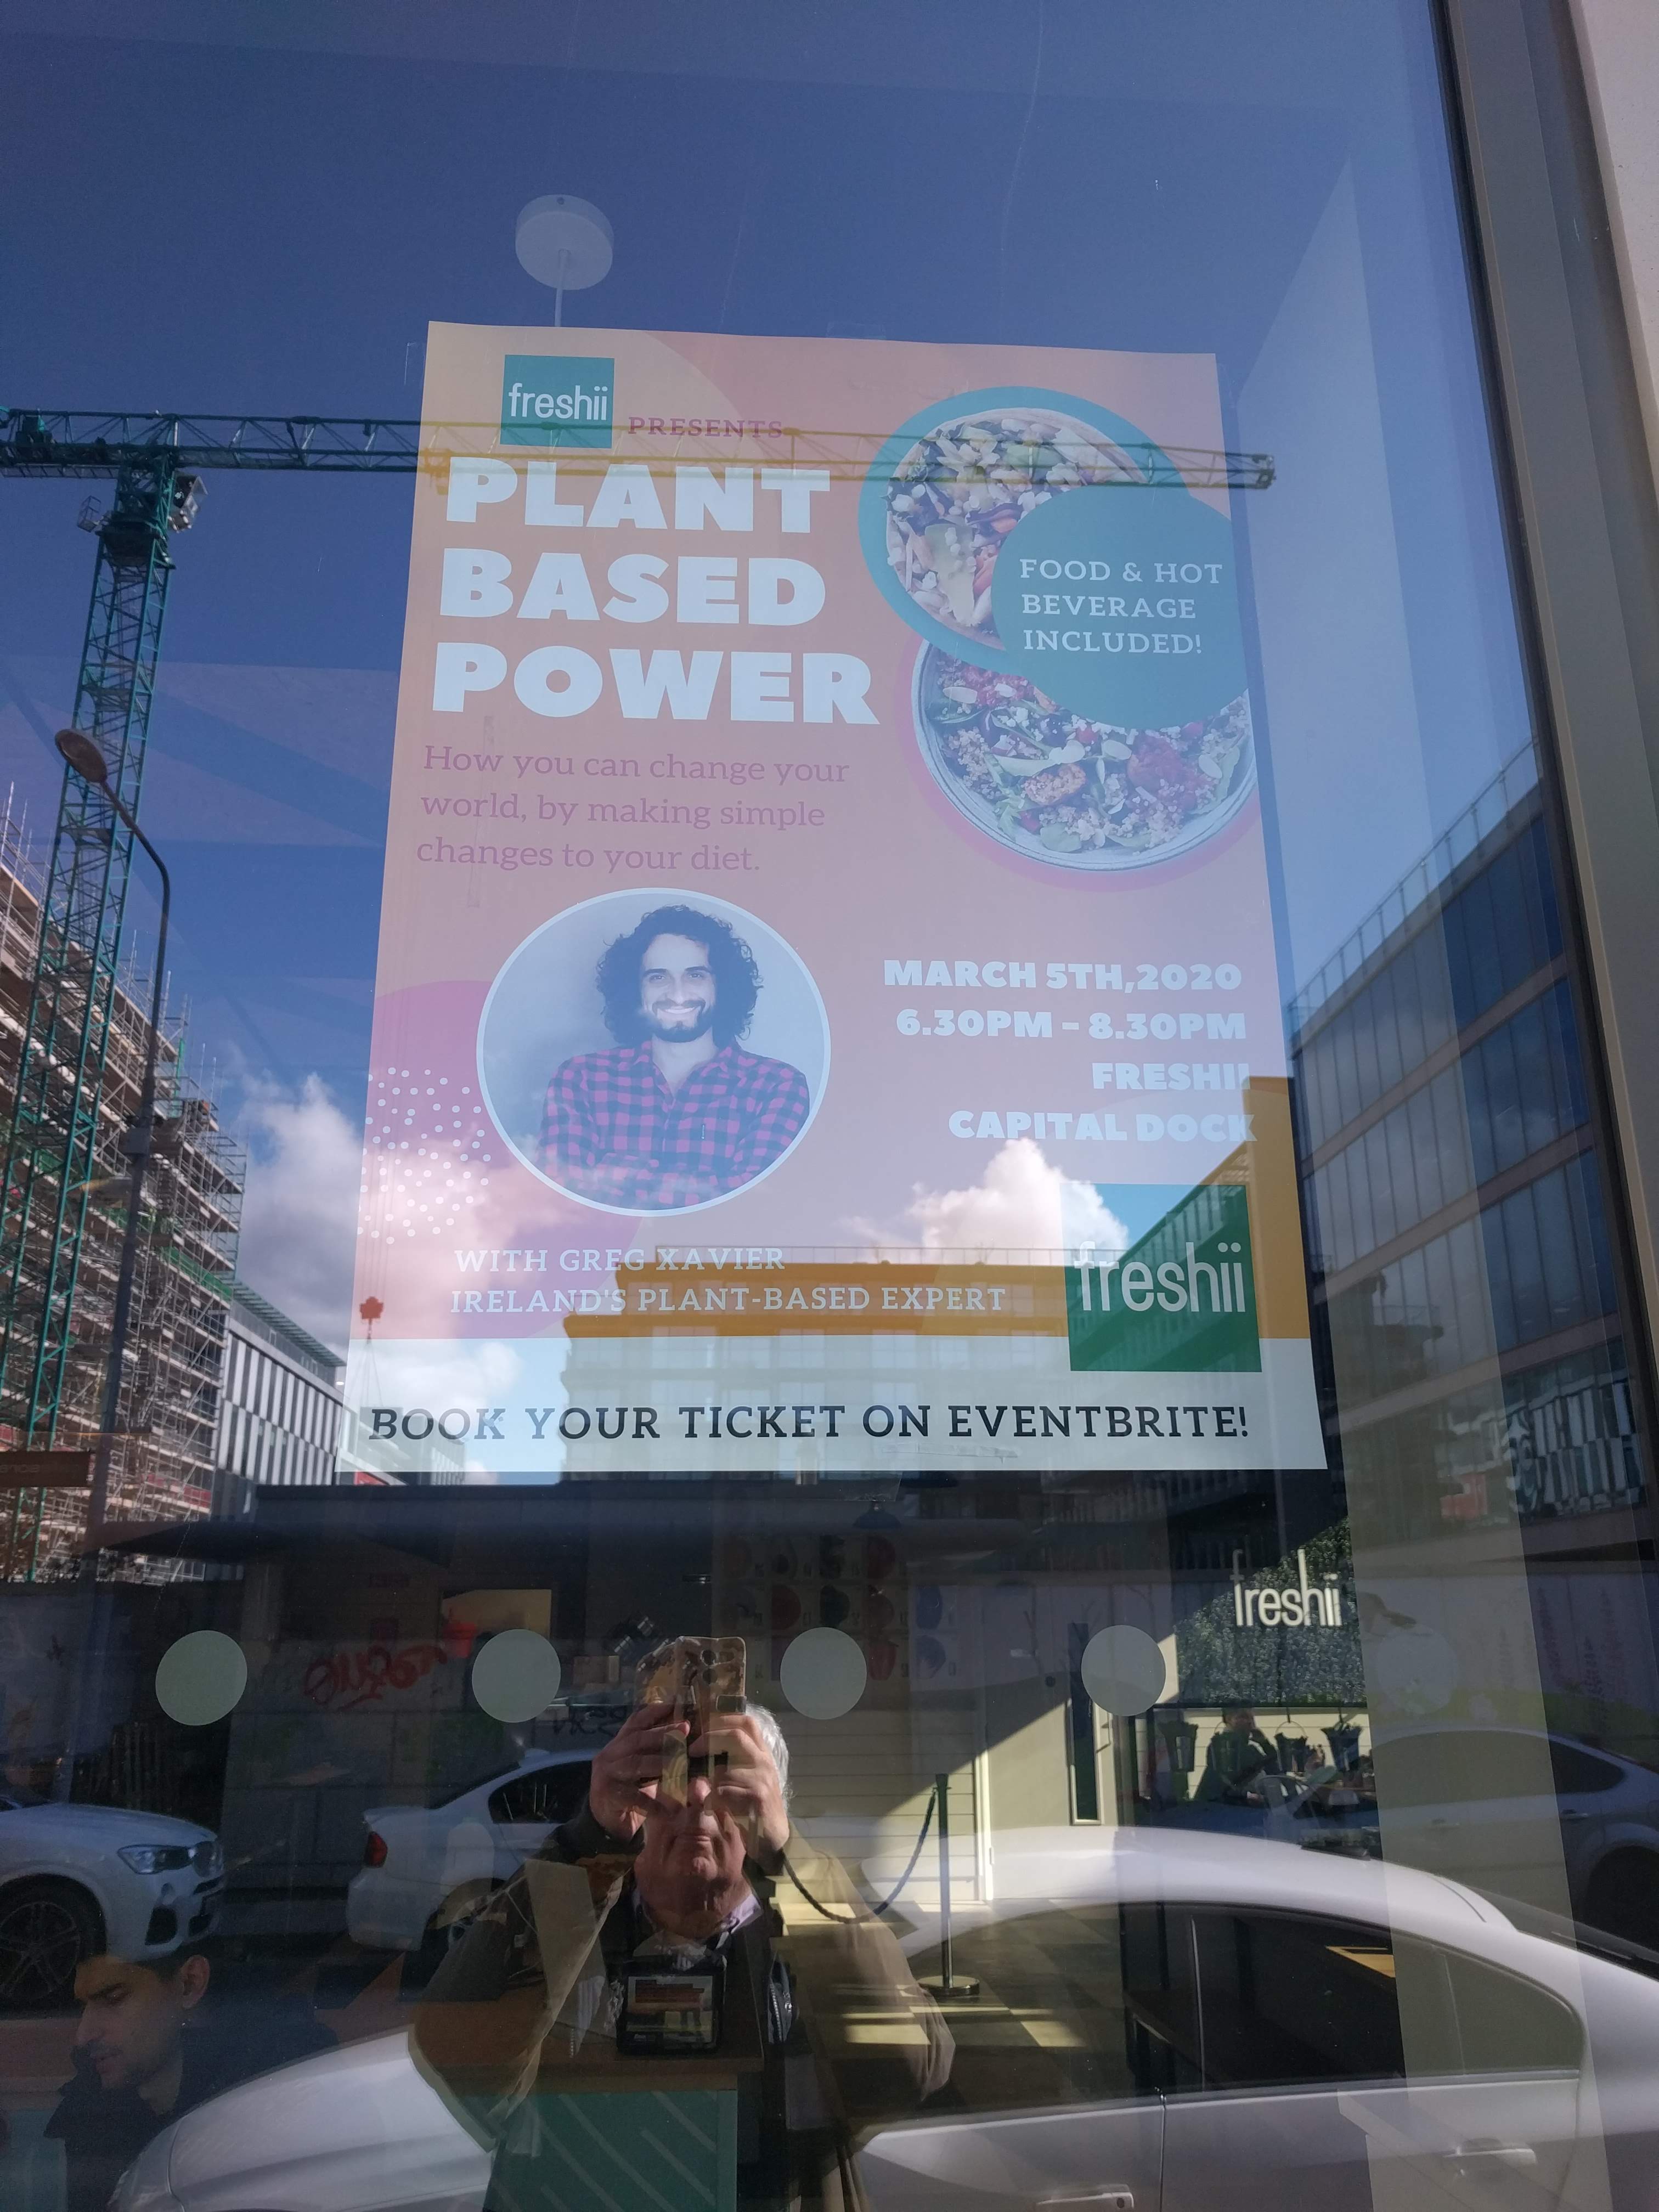 freshii
PRESENTS
PLANT
BASED
POWER
FOOD & HOT
BEVERAGE
INCLUDED!
How you can change your
world, by making simple
changes to your diet.
MARCH 5TH,2020
6.30PM - 8.30PM
FRESHII
CAPITAL DOCK
WITH GREG XAVIER
IRELAND'S PLANT-BASED EXPERT
freshii
BOOK YOUR TICKET ON EVENTBRITE!
freshii